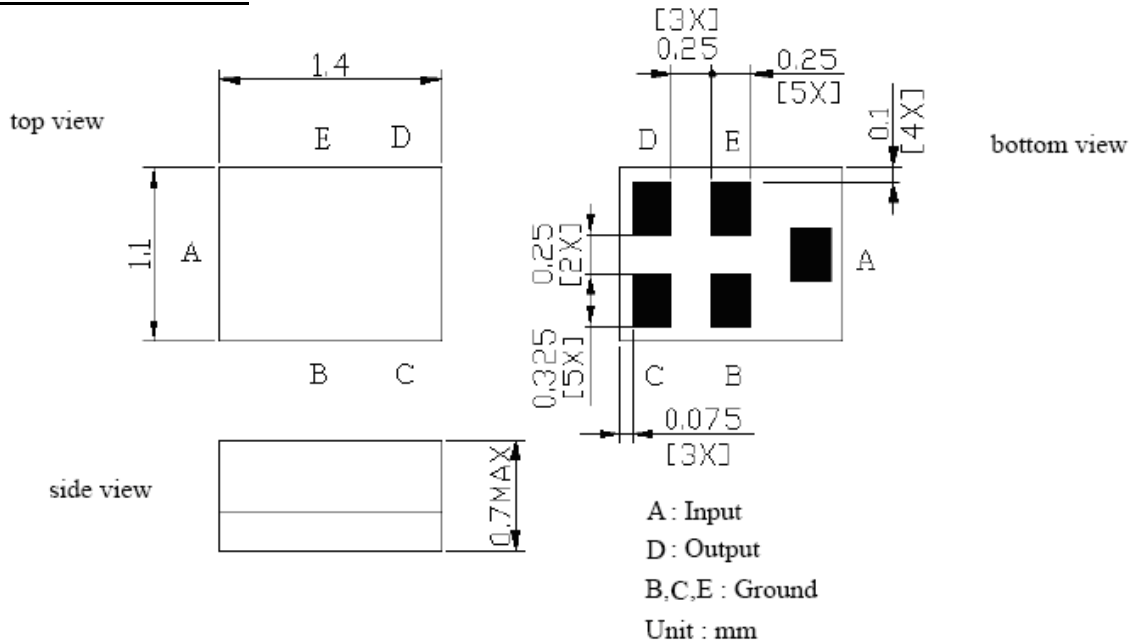 top view
1.4
E D
A
1.1
B C
side view
0.7MAX
[3X]
0.25
0.25
[5X]
0.1
[4X]
bottom view
D E
0.25
[2X]
A
0.325
[5X]
C B
0.075
[3X]
A : Input
D : Output
B,C,E : Ground
Unit : mm